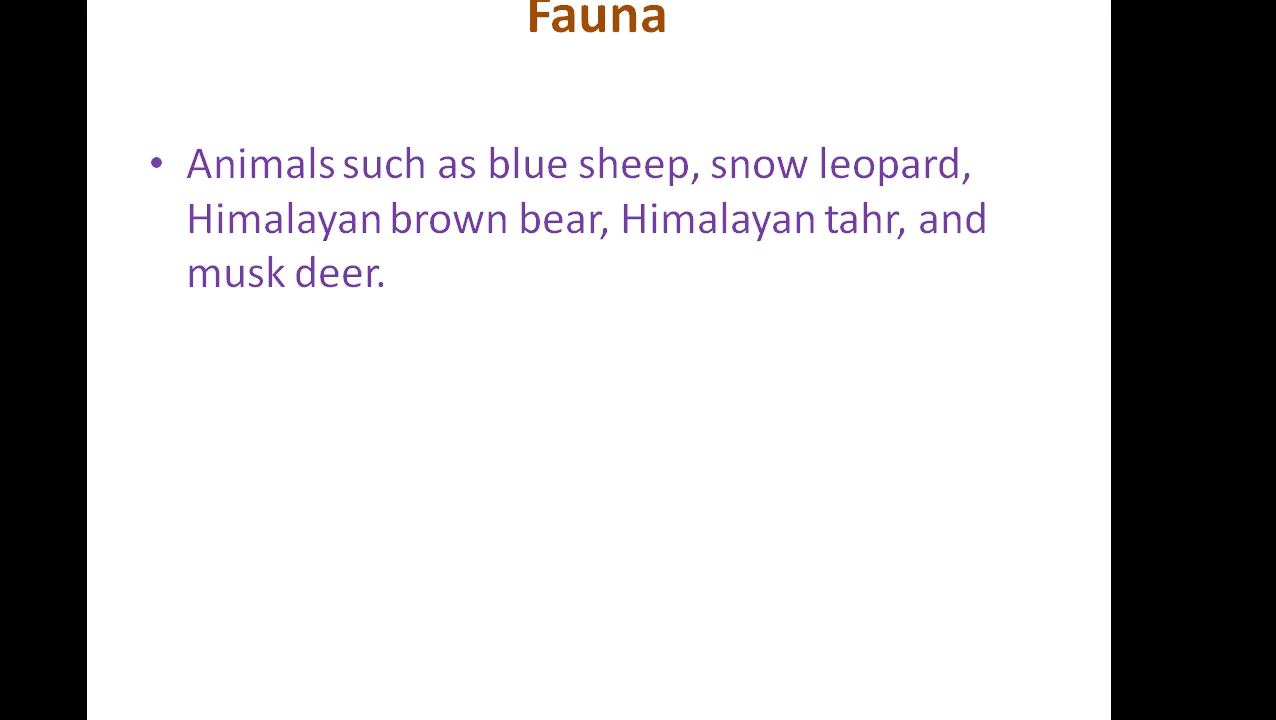 Fauna
• Animals such as blue sheep, snow leopard,
Himalayan brown bear, Himalayan tahr, and
musk deer.